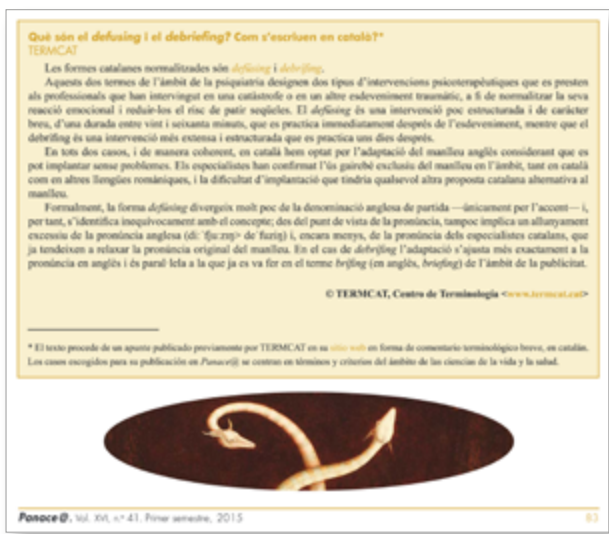 Què són el defusing i el debriefing? Com s'escriuen en català?*
TERMCAT
Les formes catalanes normalitzades són defúsing i debrífing.
Aquests dos termes de l'àmbit de la psiquiatria designen dos tipus d'intervencions psicoterapèutiques que es presten
als professionals que han intervingut en una catàstrofe o en un altre esdeveniment traumàtic, a fi de normalitzar la seva
reacció emocional i reduir-los el risc de patir seqüeles. El defúsing és una intervenció poc estructurada i de caràcter
breu, d'una durada entre vint i seixanta minuts, que es practica immediatament després de l'esdeveniment, mentre que el
debrífing és una intervenció més extensa i estructurada que es practica uns dies després.
En tots dos casos, i de manera coherent, en català hem optat per l'adaptació del manlleu anglès considerant que es
pot implantar sense problemes. Els especialistes han confirmat l'ús gairebé exclusiu del manlleu en l'àmbit, tant en català
com en altres llengües romàniques, i la dificultat d'implantació que tindria qualsevol altra proposta catalana alternativa al
manlleu.
Formalment, la forma defúsing divergeix molt poc de la denominació anglesa de partida —únicament per l'accent— i,
per tant, s'identifica inequívocament amb el concepte; des del punt de vista de la pronúncia, tampoc implica un allunyament
excessiu de la pronúncia anglesa i, encara menys, de la pronúncia dels especialistes catalans, que
ja tendeixen a relaxar la pronúncia original del manlleu. En el cas de debrífing l'adaptació s'ajusta més exactament a la
pronúncia en anglès i és paral·lela a la que ja es va fer en el terme brífing (en anglès, briefing) de l'àmbit de la publicitat.
© TERMCAT, Centro de Terminología <www.termcat.cat>
* El texto procede de un apunte publicado previamente por TERMCAT en su sitio web en forma de comentario terminológico breve, en catalán.
Los casos escogidos para su publicación en Panace@ se centran en términos y criterios del ámbito de las ciencias de la vida y la salud.
Panace@. Vol. XVI, n.º 41. Primer semestre, 2015
83